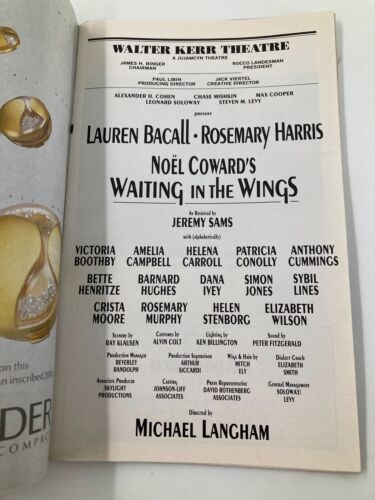 WALTER KERR THEATRE
A JUJAMCYN THEATRE
JAMES H. BINGER ROCCO LANDESMAN
CHAIRMAN PRESIDENT
PAUL LIBIN JACK VIERTEL
PRODUCING DIRECTOR CREATIVE DIRECTOR
ALEXANDER H. COHEN CHASE MISHKIN MAX COOPER
LEONARD SOLOWAY STEVEN M. LEVY
present
LAUREN BACALL · ROSEMARY HARRIS
NOËL COWARD'S
WAITING IN THE WINGS
As Revisited by
JEREMY SAMS
with (alphabetically)
VICTORIA AMELIA HELENA PATRICIA ANTHONY
BOOTHBY CAMPBELL CARROLL CONOLLY CUMMINGS
BETTE BARNARD DANA SIMON SYBIL
HENRITZE HUGHES IVEY JONES LINES
CRISTA ROSEMARY HELEN ELIZABETH
MOORE MURPHY STENBORG WILSON
Scenery by Costumes by Lighting by Sound by
RAY KLAUSEN ALVIN COLT KEN BILLINGTON PETER FITZGERALD
Production Manager Production Supervisor Wigs & Hair by Dialect Coach
BEVERLEY ARTHUR MITCH ELIZABETH
RANDOLPH SICCARDI ELY SMITH
Associate Producer Casting Press Representative General Management
SKYLIGHT JOHNSON-LIFF DAVID ROTHENBERG SOLOWAY/
PRODUCTIONS ASSOCIATES ASSOCIATES LEVY
Directed by
MICHAEL LANGHAM
on this
an inscribed 2000
DER
COMPAC